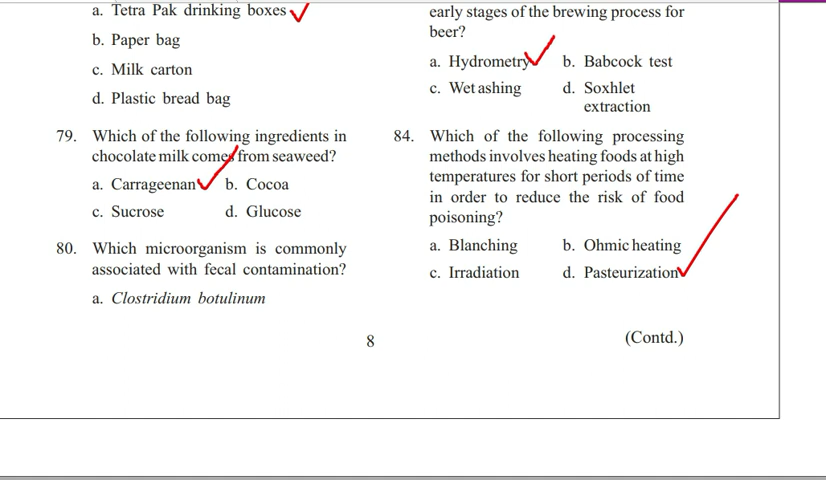 a. Tetra Pak drinking boxes
b. Paper bag
c. Milk carton
d. Plastic bread bag
79. Which of the following ingredients in
chocolate milk comes from seaweed?
a. Carrageenan b. Cocoa
c. Sucrose d. Glucose
80. Which microorganism is commonly
associated with fecal contamination?
a. Clostridium botulinum
early stages of the brewing process for
beer?
a. Hydrometry b. Babcock test
c. Wet ashing d. Soxhlet
extraction
84. Which of the following processing
methods involves heating foods at high
temperatures for short periods of time
in order to reduce the risk of food
poisoning?
a. Blanching b. Ohmic heating
c. Irradiation d. Pasteurization
8
(Contd.)